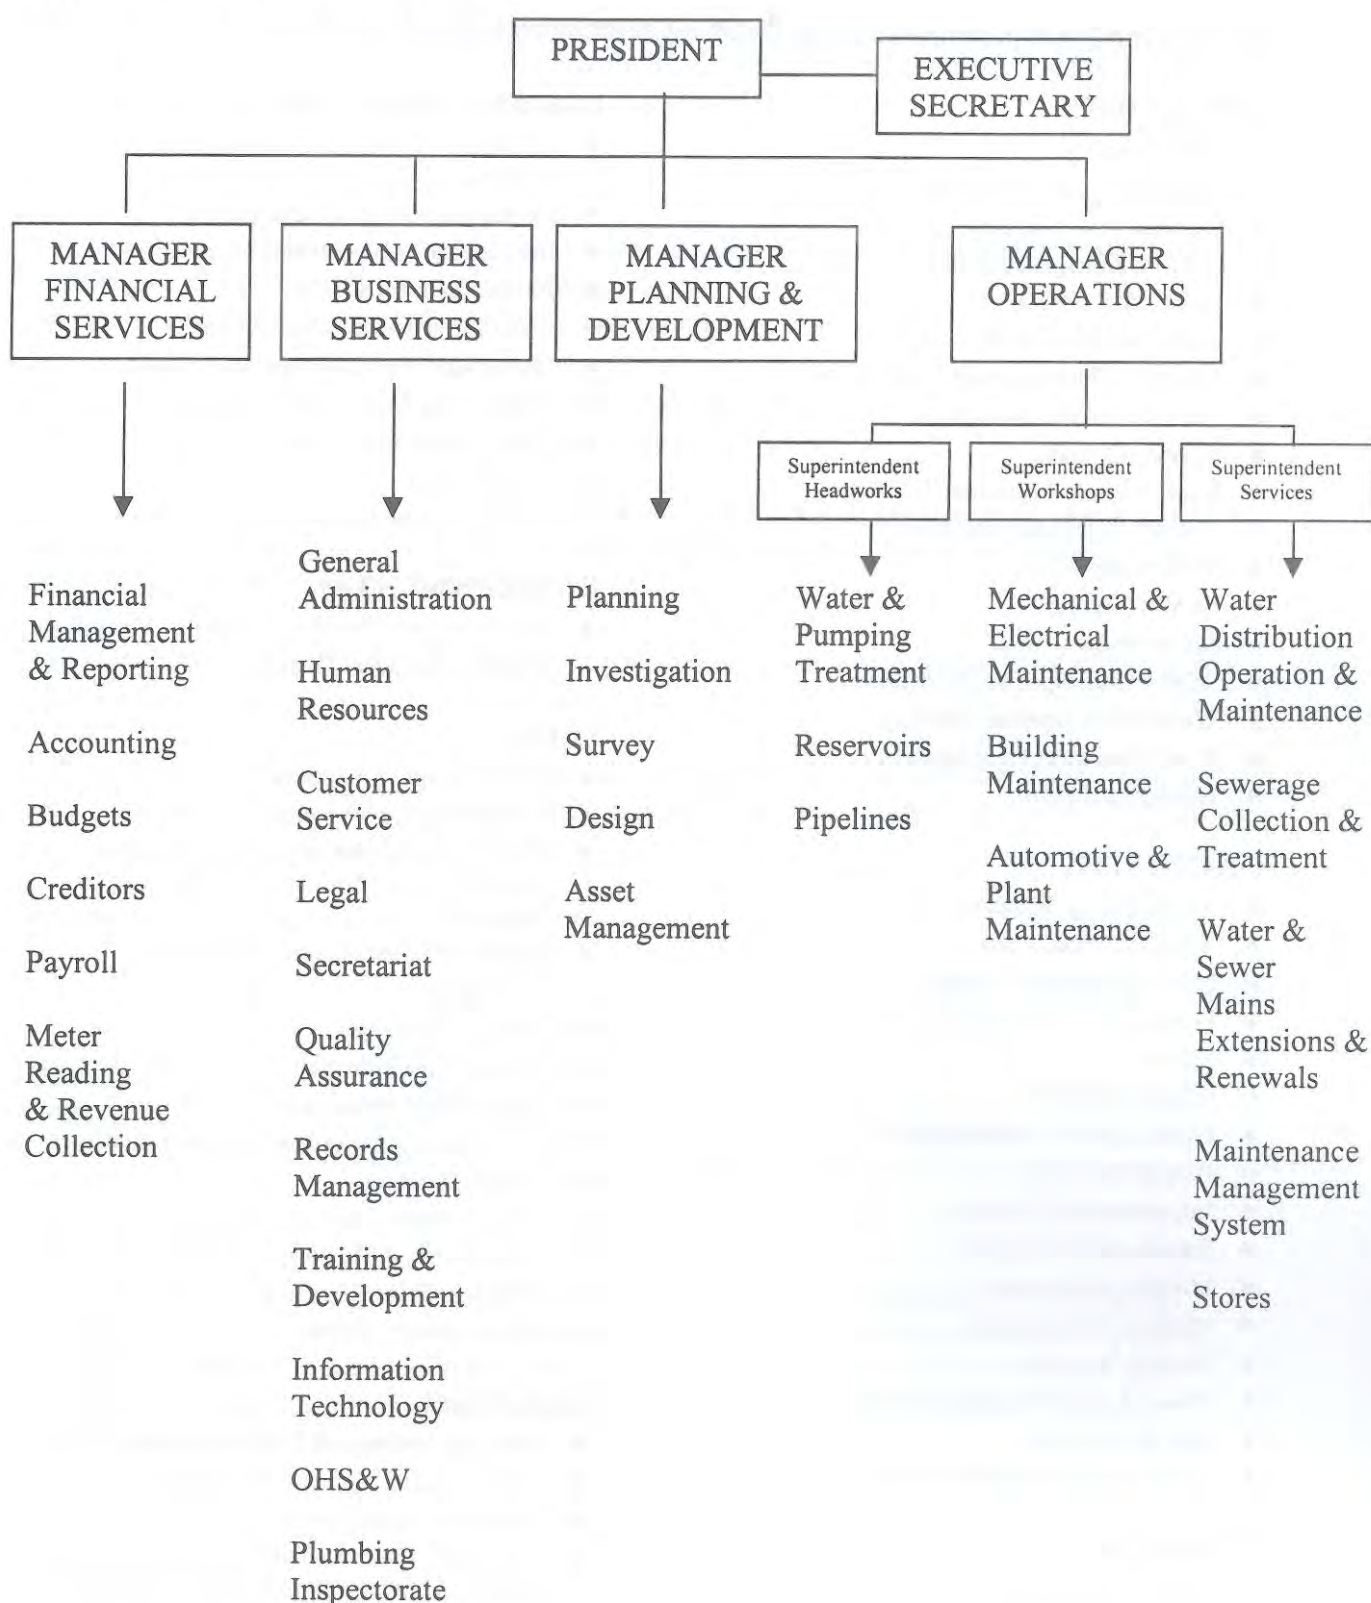 PRESIDENT
EXECUTIVE
SECRETARY
MANAGER
FINANCIAL
SERVICES
MANAGER
BUSINESS
SERVICES
MANAGER
PLANNING &
DEVELOPMENT
MANAGER
OPERATIONS
Superintendent
Headworks
Superintendent
Workshops
Superintendent
Services
Financial
Management
& Reporting
Accounting
Budgets
Creditors
Payroll
Meter
Reading
& Revenue
Collection
General
Administration
Human
Resources
Customer
Service
Legal
Secretariat
Quality
Assurance
Records
Management
Training &
Development
Information
Technology
OHS&W
Plumbing
Inspectorate
Planning
Investigation
Survey
Design
Asset
Management
Water &
Pumping
Treatment
Reservoirs
Pipelines
Mechanical &
Electrical
Maintenance
Building
Maintenance
Automotive &
Plant
Maintenance
Water
Distribution
Operation &
Maintenance
Sewerage
Collection &
Treatment
Water &
Sewer
Mains
Extensions &
Renewals
Maintenance
Management
System
Stores